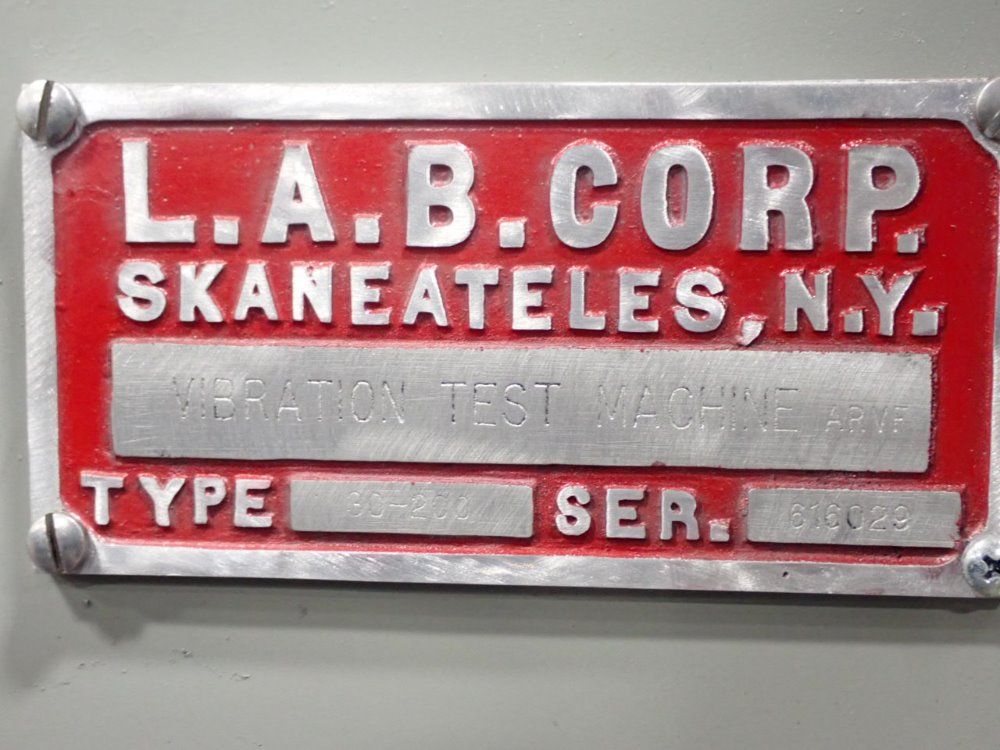 L.A.B. CORP.
SKANEATELES, N.Y.
VIBRATION TEST MACHINE ARVF
TYPE 30-200 SER. 616029